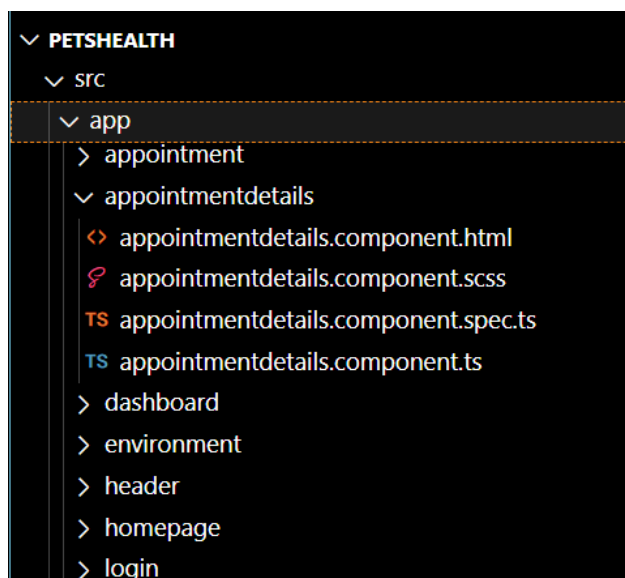 PETSHEALTH
src
app
appointment
appointmentdetails
<> appointmentdetails.component.html
appointmentdetails.component.scss
TS appointmentdetails.component.spec.ts
TS appointmentdetails.component.ts
dashboard
environment
header
homepage
login